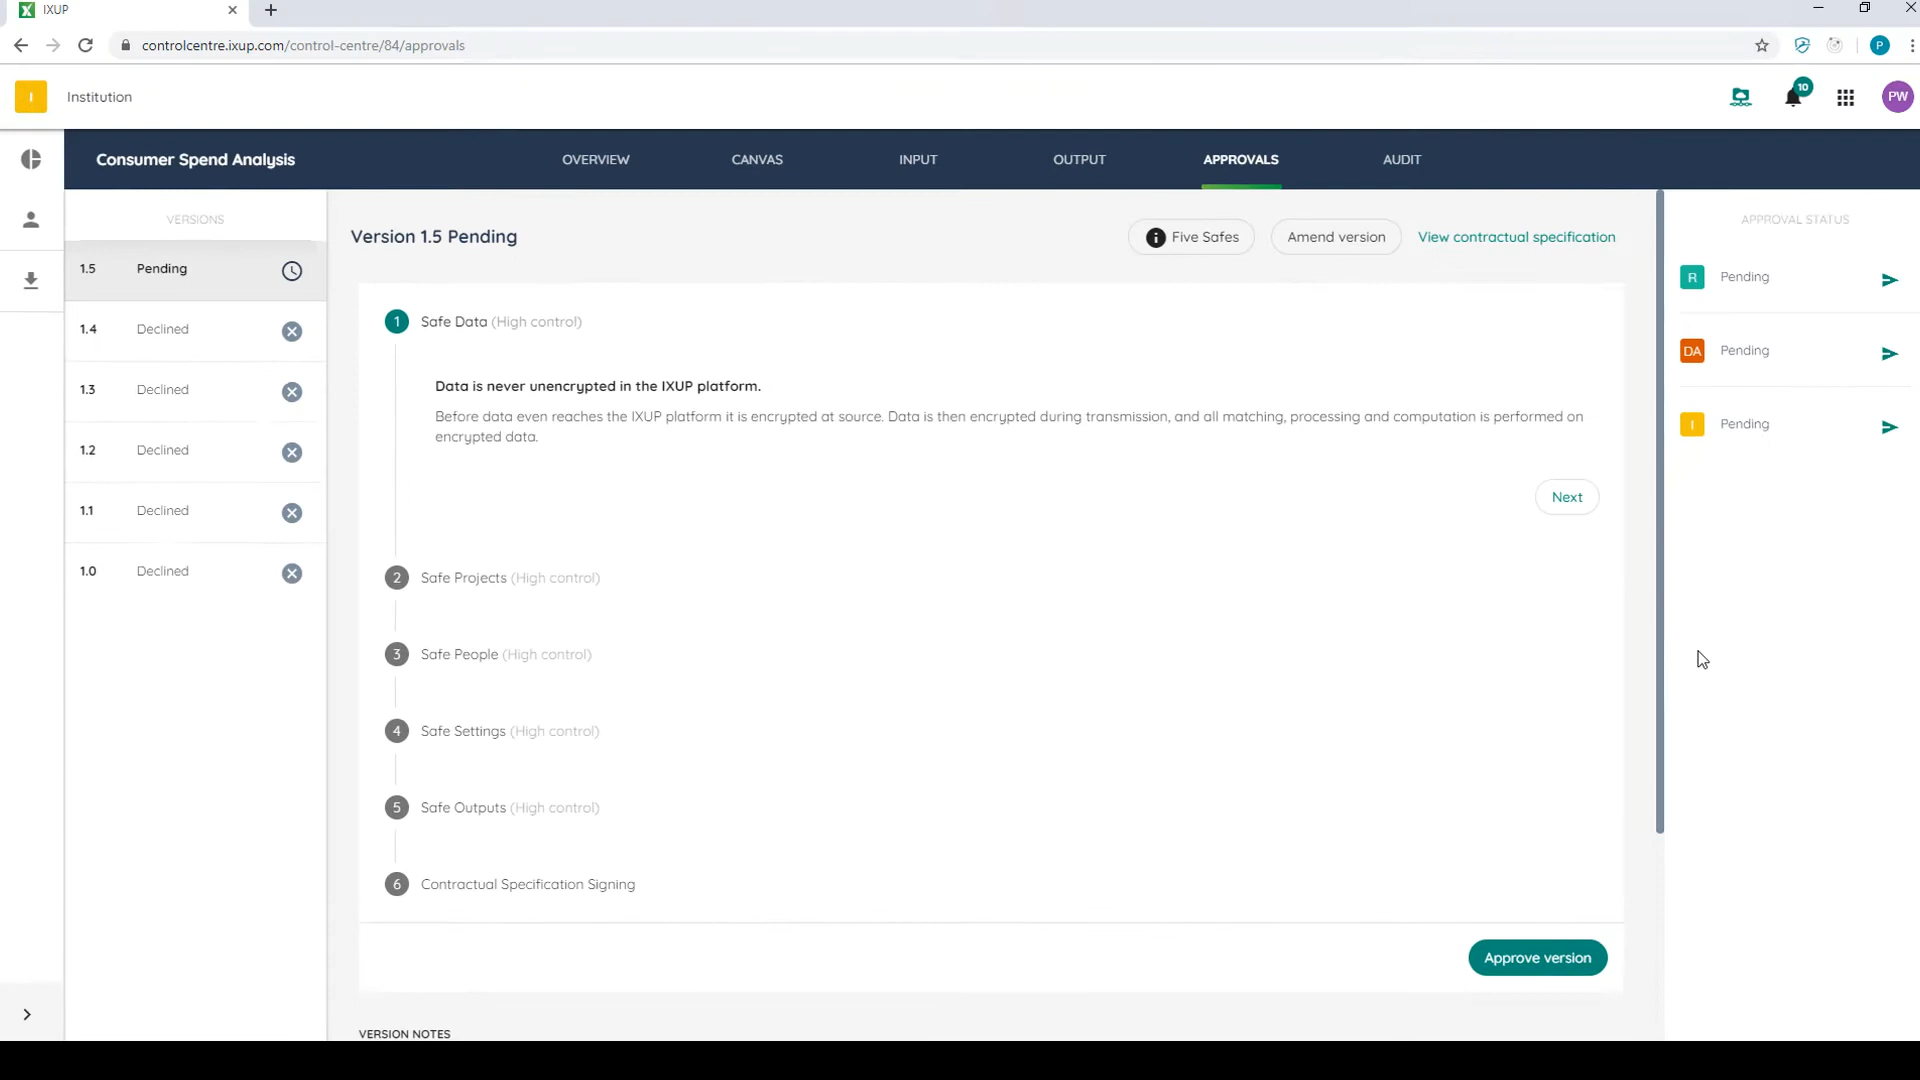 IXUP
controlcentre.ixup.com/control-centre/84/approvals
P
I
Institution
10
PW
Consumer Spend Analysis
OVERVIEW
CANVAS
INPUT
OUTPUT
APPROVALS
AUDIT
VERSIONS
1.5 Pending
1.4 Declined
1.3 Declined
1.2 Declined
1.1 Declined
1.0 Declined
Version 1.5 Pending
Five Safes
Amend version
View contractual specification
1 Safe Data (High control)
Data is never unencrypted in the IXUP platform.
Before data even reaches the IXUP platform it is encrypted at source. Data is then encrypted during transmission, and all matching, processing and computation is performed on
encrypted data.
Next
2 Safe Projects (High control)
3 Safe People (High control)
4 Safe Settings (High control)
5 Safe Outputs (High control)
6 Contractual Specification Signing
Approve version
VERSION NOTES
APPROVAL STATUS
R Pending
DA Pending
I Pending